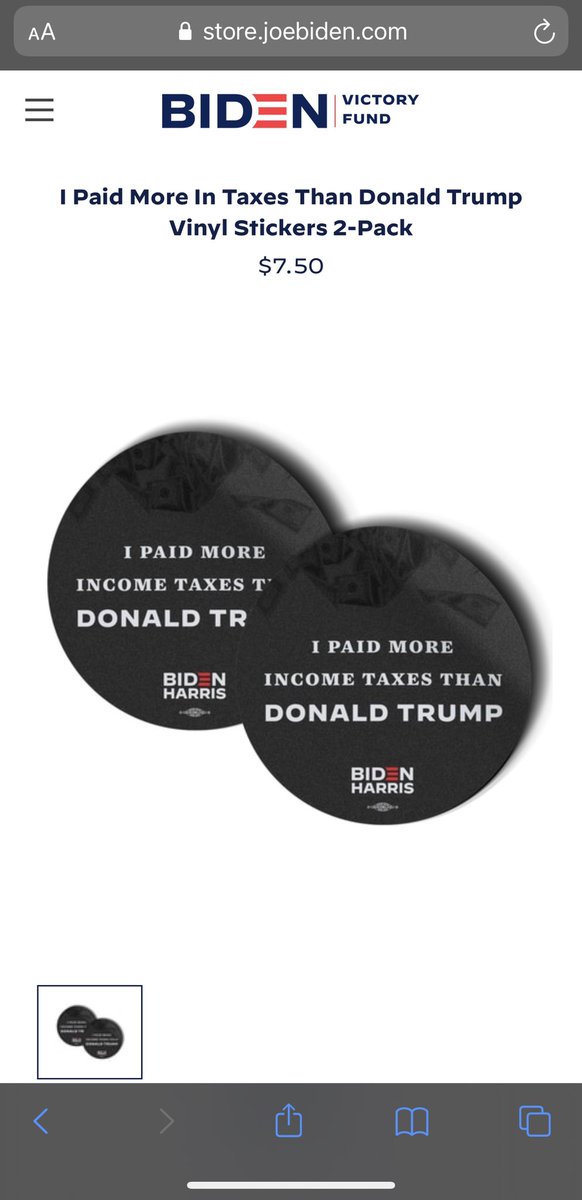 AA store.joebiden.com
BIDEN VICTORY
FUND
I Paid More In Taxes Than Donald Trump
Vinyl Stickers 2-Pack
$7.50
I PAID MORE
INCOME TAXES T
DONALD TR
BIDEN
HARRIS
I PAID MORE
INCOME TAXES THAN
DONALD TRUMP
BIDEN
HARRIS